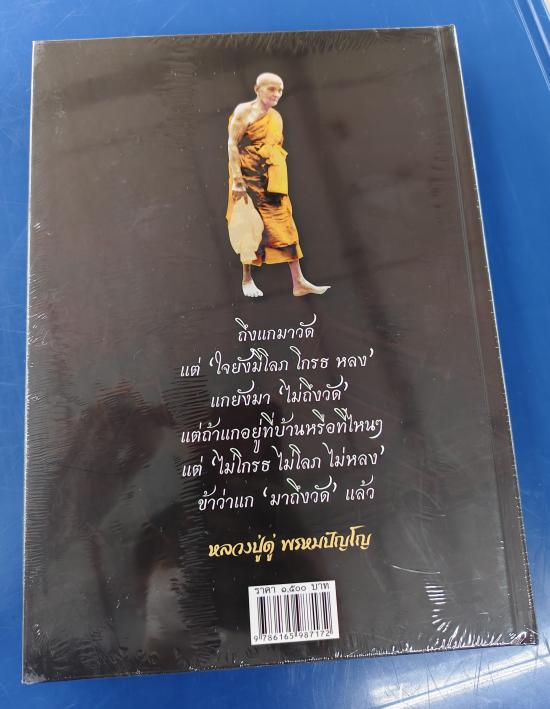 ถึงแกมาวัด
แต่ ‘ใจยังมีโลภ โกรธ หลง’
แกยังมา ‘ไม่ถึงวัด’
แต่ถ้าแกอยู่ที่บ้านหรือที่ไหนๆ
แต่ ‘ไม่โกรธ ไม่โลภ ไม่หลง’
ข้าว่าแก ‘มาถึงวัด’ แล้ว
หลวงปู่ดู่ พรหมปัญโญ
ราคา ๑,๕๐๐ บาท
9 786165 987172